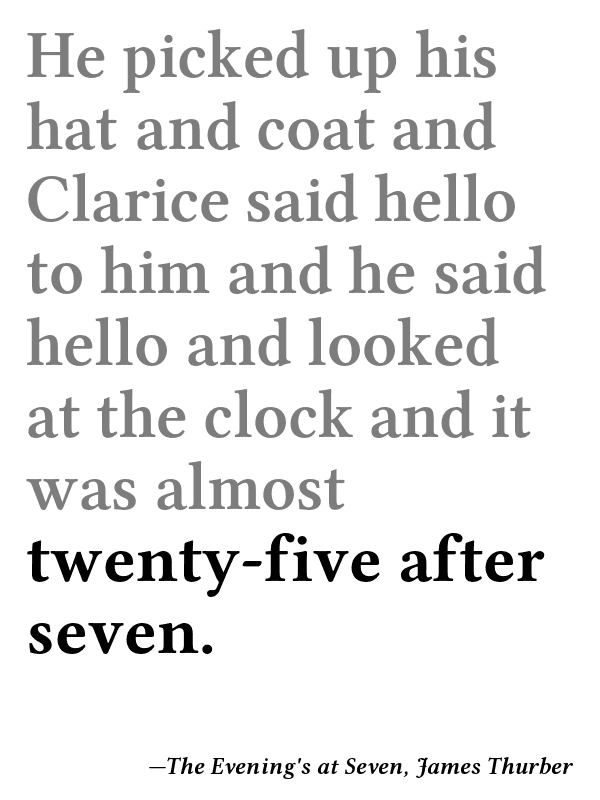 He picked up his
hat and coat and
Clarice said hello
to him and he said
hello and looked
at the clock and it
was almost
twenty-five after
seven.
—The Evening's at Seven, James Thurber